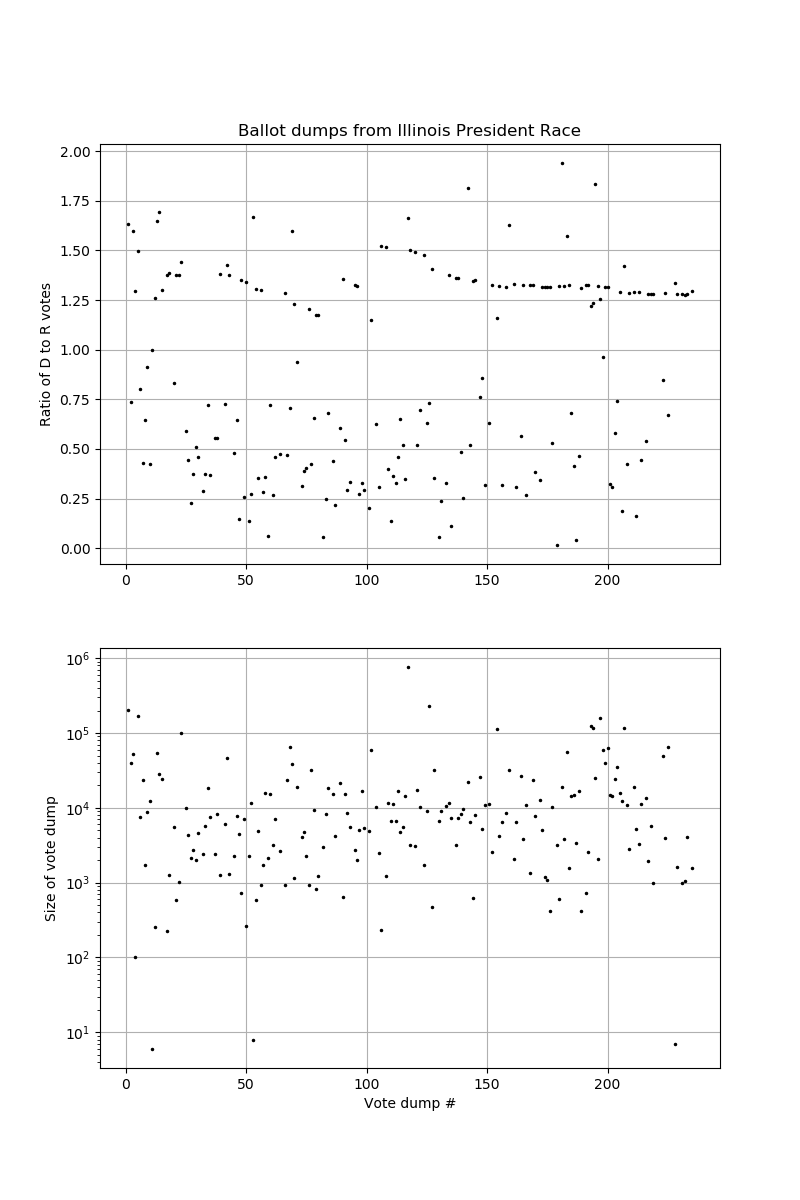 Ballot dumps from Illinois President Race
2.00
1.75
1.50
1.25
1.00
0.75
0.50
0.25
0.00
Ratio of D to R votes
0 50 100 150 200
10^6
10^5
10^4
10^3
10^2
10^1
Size of vote dump
0 50 100 150 200
Vote dump #